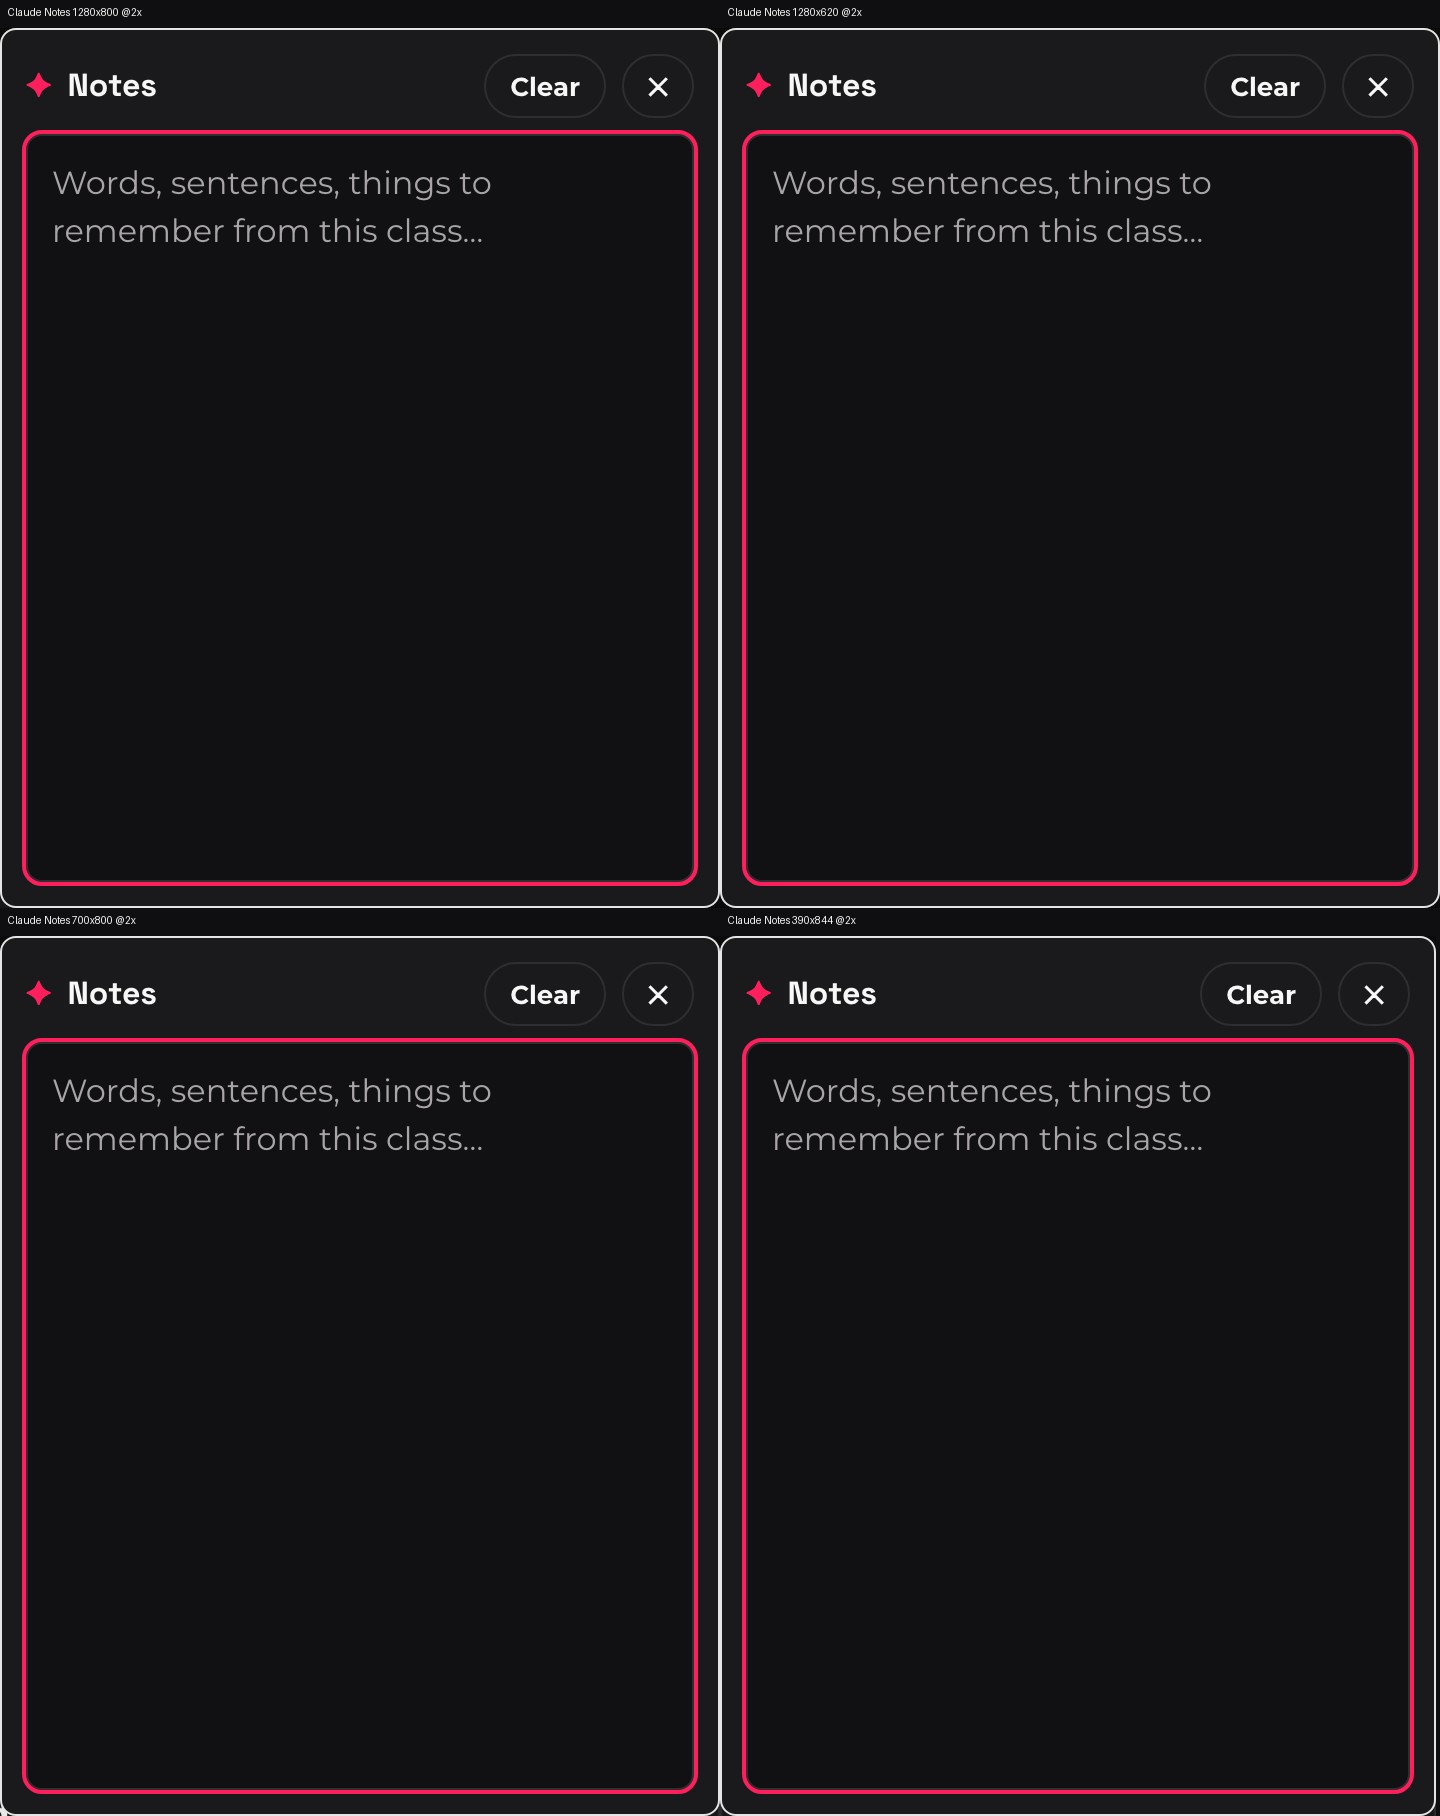 Claude Notes 1280x800 @2x
Notes
Clear
Words, sentences, things to
remember from this class...
Claude Notes 1280x620 @2x
Notes
Clear
Words, sentences, things to
remember from this class...
Claude Notes 700x800 @2x
Notes
Clear
Words, sentences, things to
remember from this class...
Claude Notes 390x844 @2x
Notes
Clear
Words, sentences, things to
remember from this class...